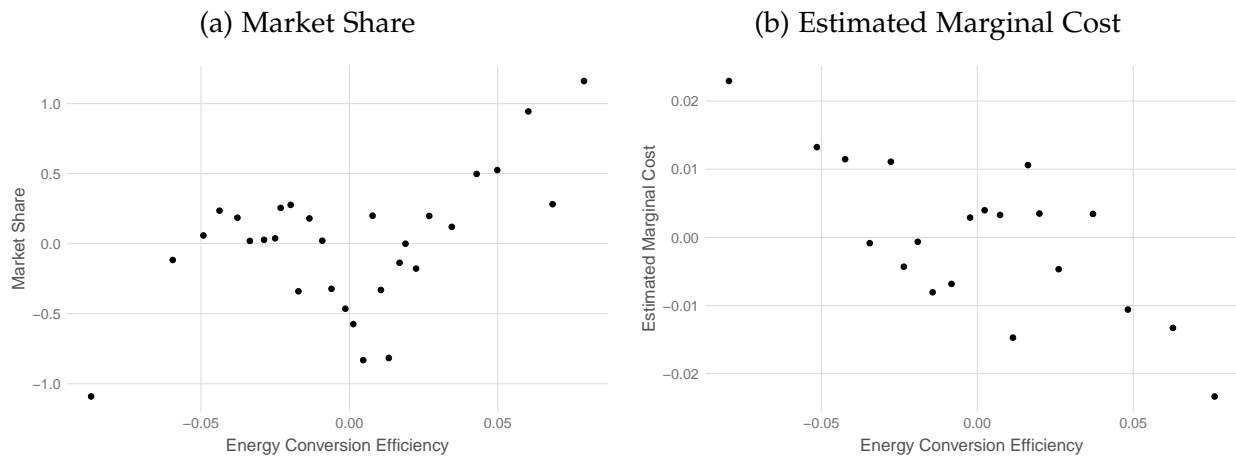 (a) Market Share
1.0
0.5
0.0
−0.5
−1.0
Market Share
−0.05
0.00
0.05
Energy Conversion Efficiency
(b) Estimated Marginal Cost
0.02
0.01
0.00
−0.01
−0.02
Estimated Marginal Cost
−0.05
0.00
0.05
Energy Conversion Efficiency